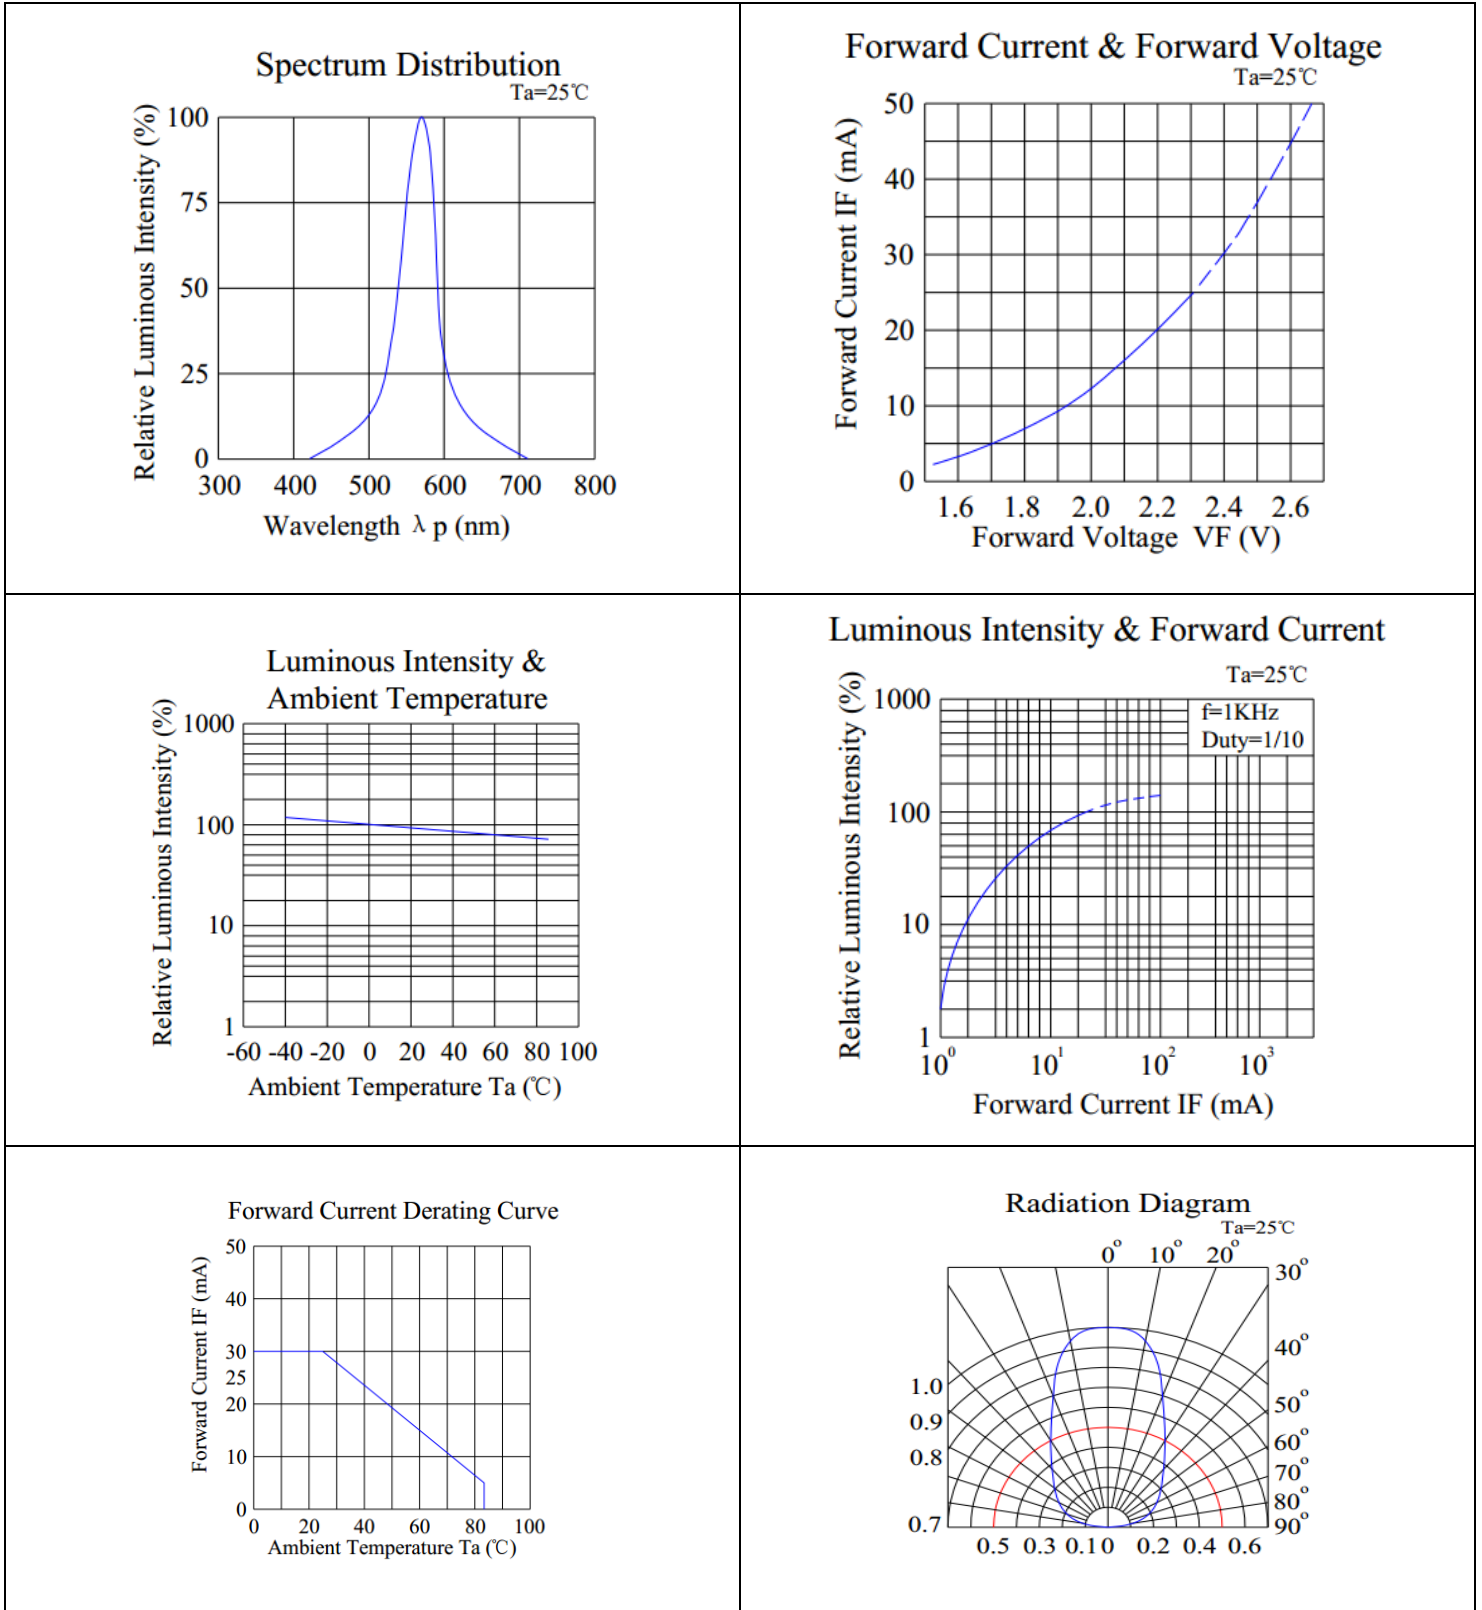 Spectrum Distribution
Ta=25℃
Relative Luminous Intensity (%)
100
75
50
25
0
300 400 500 600 700 800
Wavelength λ p (nm)
Forward Current & Forward Voltage
Ta=25℃
Forward Current IF (mA)
50
40
30
20
10
0
1.6 1.8 2.0 2.2 2.4 2.6
Forward Voltage VF (V)
Luminous Intensity &
Ambient Temperature
Relative Luminous Intensity (%)
1000
100
10
1
-60 -40 -20 0 20 40 60 80 100
Ambient Temperature Ta (℃)
Luminous Intensity & Forward Current
Ta=25℃
Relative Luminous Intensity (%)
1000
f=1KHz
Duty=1/10
100
10
1
10⁰ 10¹ 10² 10³
Forward Current IF (mA)
Forward Current Derating Curve
Forward Current IF (mA)
50
40
30
25
20
10
0
0 20 40 60 80 100
Ambient Temperature Ta (℃)
Radiation Diagram
Ta=25℃
0° 10° 20°
30°
40°
1.0
50°
0.9
60°
0.8
70°
80°
0.7 90°
0.5 0.3 0.1 0 0.2 0.4 0.6